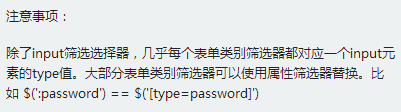 注意事项：
除了input筛选选择器，几乎每个表单类别筛选器都对应一个input元
素的type值。大部分表单类别筛选器可以使用属性筛选器替换。比
如 $(':password') == $('[type=password]')